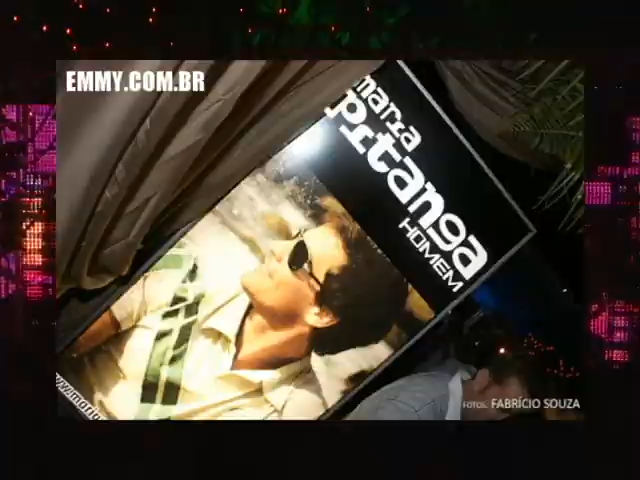 EMMY.COM.BR
maria
pitanga
HOMEM
FOTOS: FABRÍCIO SOUZA